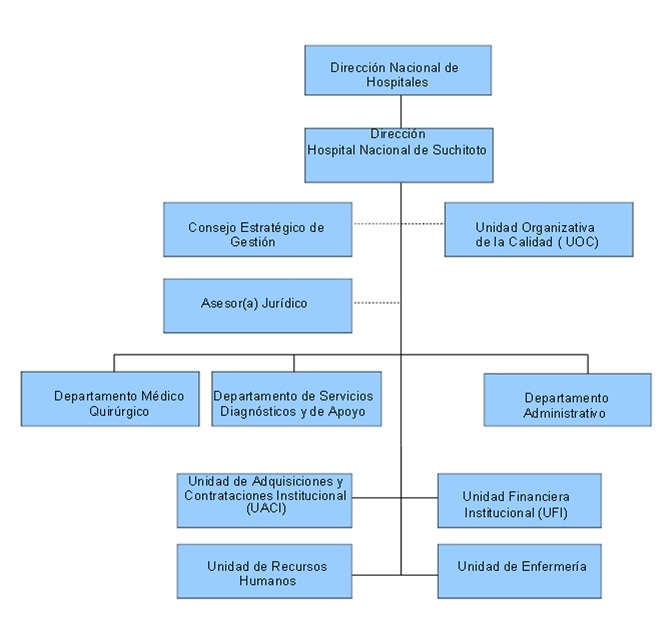 Dirección Nacional de
Hospitales
Dirección
Hospital Nacional de Suchitoto
Consejo Estratégico de
Gestión
Unidad Organizativa
de la Calidad ( UOC)
Asesor(a) Jurídico
Departamento Médico
Quirúrgico
Departamento de Servicios
Diagnósticos y de Apoyo
Departamento
Administrativo
Unidad de Adquisiciones y
Contrataciones Institucional
(UACI)
Unidad Financiera
Institucional (UFI)
Unidad de Recursos
Humanos
Unidad de Enfermería